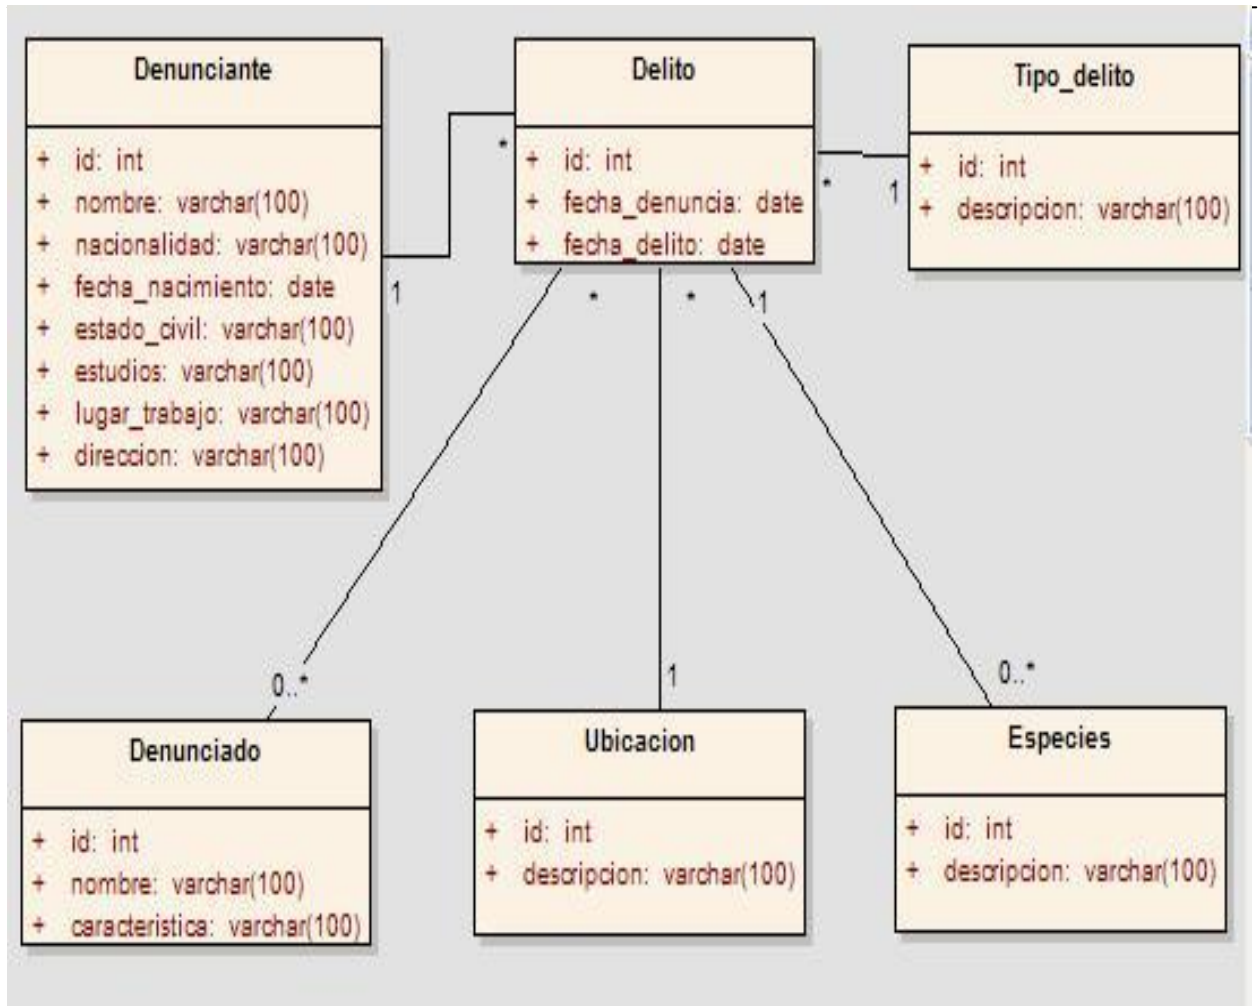 Denunciante
+ id: int
+ nombre: varchar(100)
+ nacionalidad: varchar(100)
+ fecha_nacimiento: date
+ estado_civil: varchar(100)
+ estudios: varchar(100)
+ lugar_trabajo: varchar(100)
+ direccion: varchar(100)
1
*
Delito
+ id: int
+ fecha_denuncia: date
+ fecha_delito: date
*
1
Tipo_delito
+ id: int
+ descripcion: varchar(100)
*
*
1
0..*
1
0..*
Denunciado
+ id: int
+ nombre: varchar(100)
+ caracteristica: varchar(100)
Ubicacion
+ id: int
+ descripcion: varchar(100)
Especies
+ id: int
+ descripcion: varchar(100)